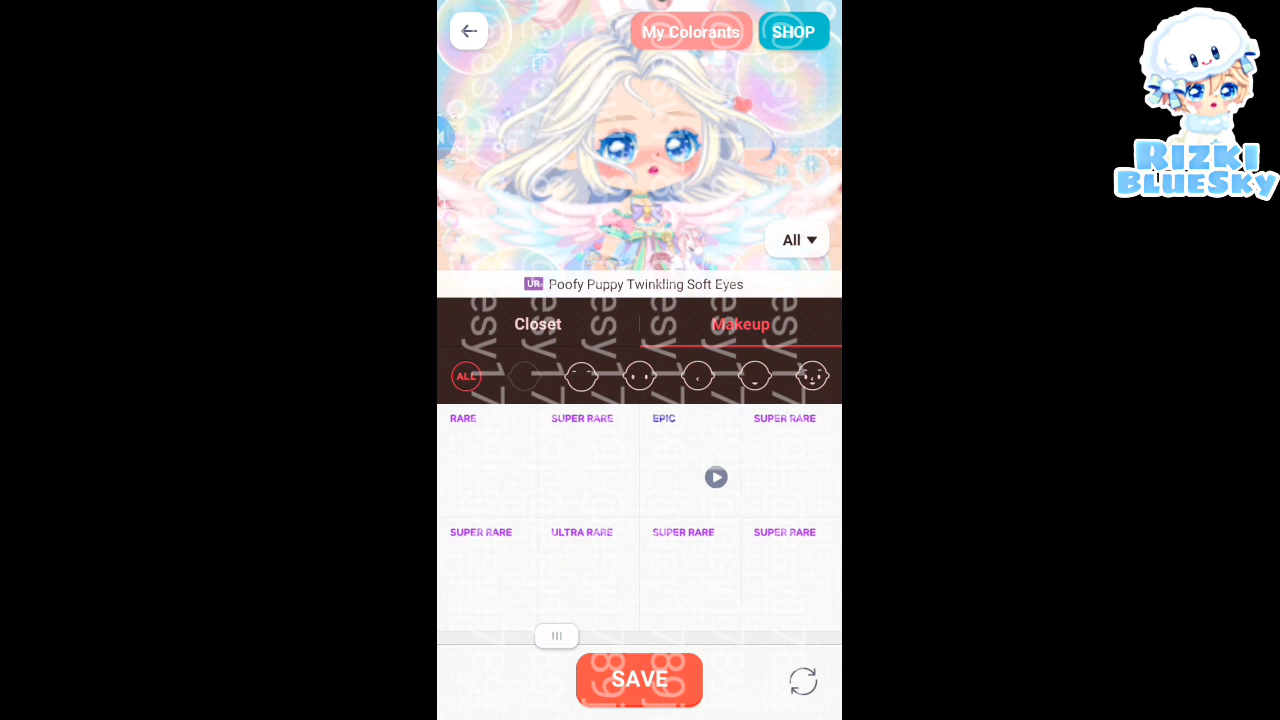 My Colorants
SHOP
All
UR Poofy Puppy Twinkling Soft Eyes
Closet
Makeup
ALL
RARE
SUPER RARE
EPIC
SUPER RARE
SUPER RARE
ULTRA RARE
SUPER RARE
SUPER RARE
SAVE
RIZKI
BLUESKY